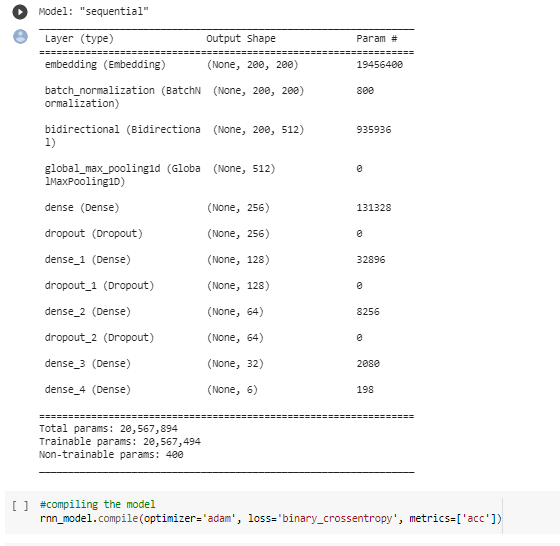 Model: "sequential"
_________________________________________________________________
Layer (type) Output Shape Param #
=================================================================
embedding (Embedding) (None, 200, 200) 19456400
batch_normalization (BatchN (None, 200, 200) 800
ormalization)
bidirectional (Bidirectiona (None, 200, 512) 935936
l)
global_max_pooling1d (Globa (None, 512) 0
lMaxPooling1D)
dense (Dense) (None, 256) 131328
dropout (Dropout) (None, 256) 0
dense_1 (Dense) (None, 128) 32896
dropout_1 (Dropout) (None, 128) 0
dense_2 (Dense) (None, 64) 8256
dropout_2 (Dropout) (None, 64) 0
dense_3 (Dense) (None, 32) 2080
dense_4 (Dense) (None, 6) 198
=================================================================
Total params: 20,567,894
Trainable params: 20,567,494
Non-trainable params: 400
_________________________________________________________________
[ ] #compiling the model
rnn_model.compile(optimizer='adam', loss='binary_crossentropy', metrics=['acc'])